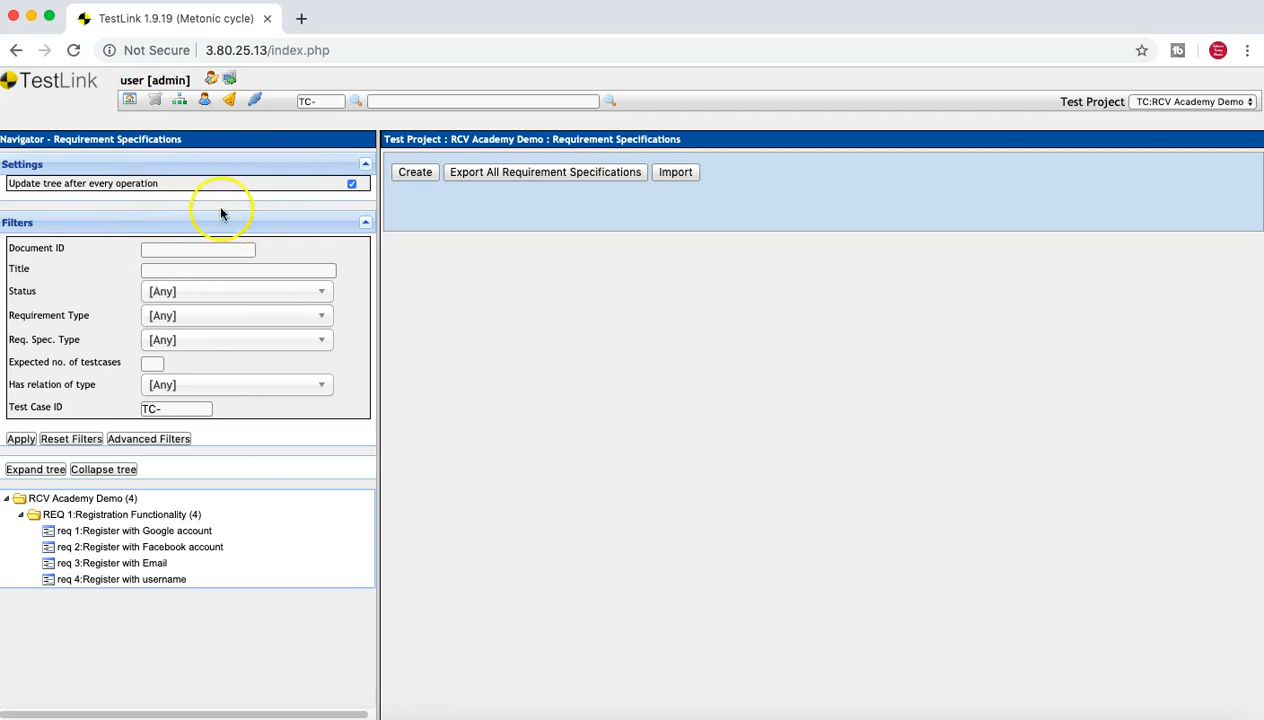 TestLink 1.9.19 (Metonic cycle)
Not Secure 3.80.25.13/index.php
TestLink user [admin]
TC-
Test Project TC:RCV Academy Demo
Navigator - Requirement Specifications
Test Project : RCV Academy Demo : Requirement Specifications
Settings
Create Export All Requirement Specifications Import
Update tree after every operation
Filters
Document ID
Title
Status [Any]
Requirement Type [Any]
Req. Spec. Type [Any]
Expected no. of testcases
Has relation of type [Any]
Test Case ID TC-
Apply Reset Filters Advanced Filters
Expand tree Collapse tree
RCV Academy Demo (4)
REQ 1:Registration Functionality (4)
req 1:Register with Google account
req 2:Register with Facebook account
req 3:Register with Email
req 4:Register with username